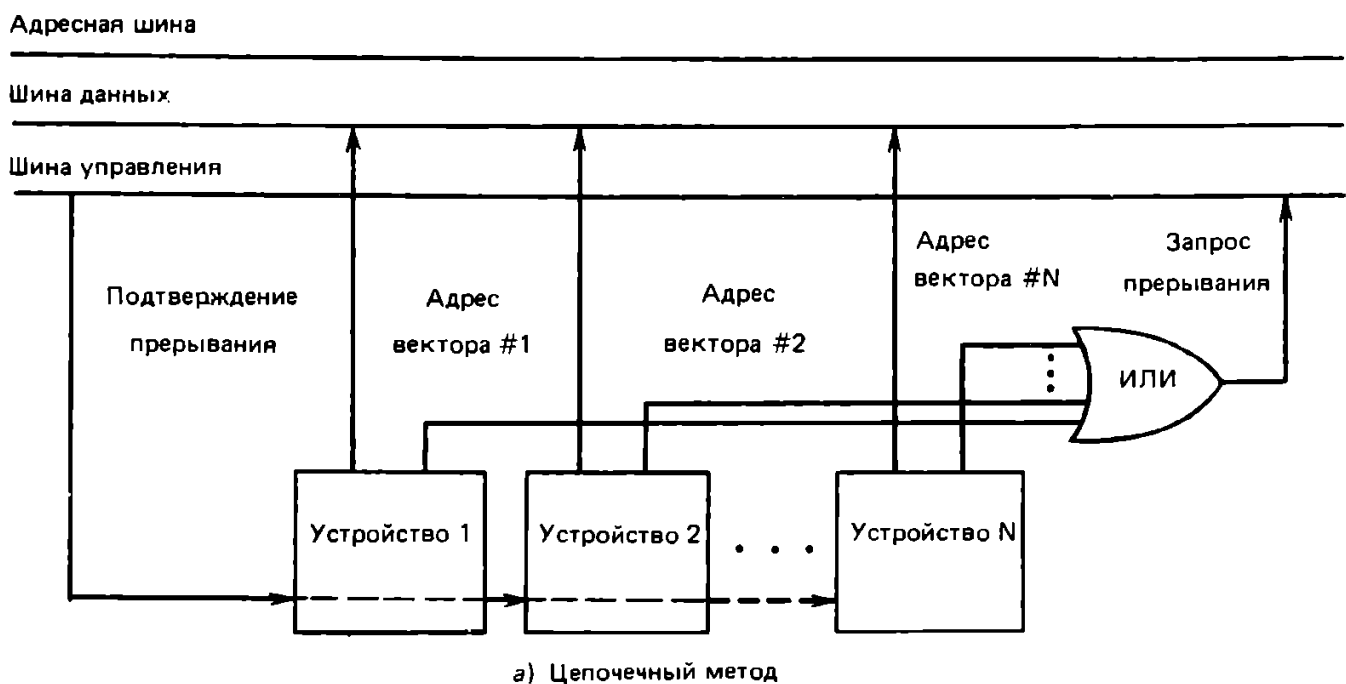 Адресная шина
Шина данных
Шина управления
Подтверждение
прерывания
Адрес
вектора #1
Адрес
вектора #2
Адрес
вектора #N
Запрос
прерывания
ИЛИ
Устройство 1
Устройство 2
. . .
Устройство N
а) Цепочечный метод